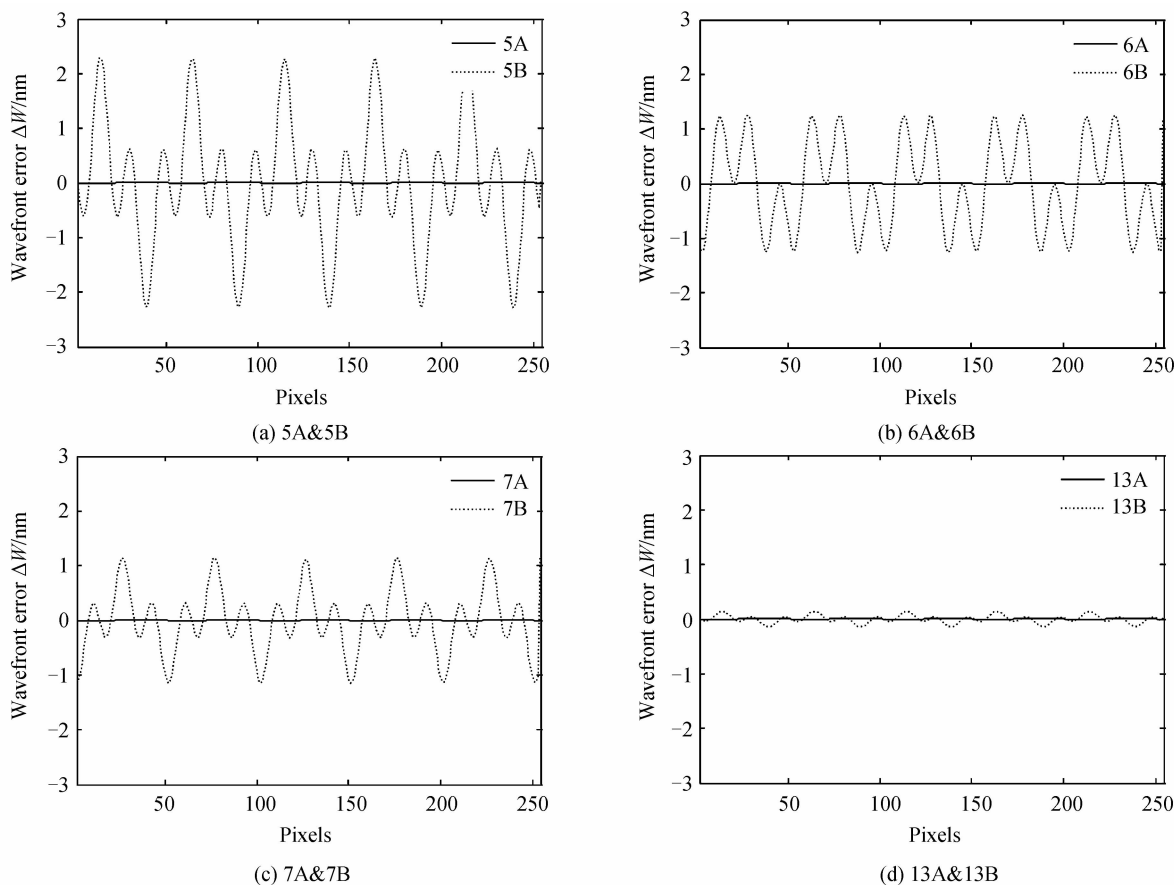 3
2
1
0
−1
−2
−3
Wavefront error ΔW/nm
5A
5B
50 100 150 200 250
Pixels
(a) 5A&5B
3
2
1
0
−1
−2
−3
Wavefront error ΔW/nm
6A
6B
50 100 150 200 250
Pixels
(b) 6A&6B
3
2
1
0
−1
−2
−3
Wavefront error ΔW/nm
7A
7B
50 100 150 200 250
Pixels
(c) 7A&7B
3
2
1
0
−1
−2
−3
Wavefront error ΔW/nm
13A
13B
50 100 150 200 250
Pixels
(d) 13A&13B